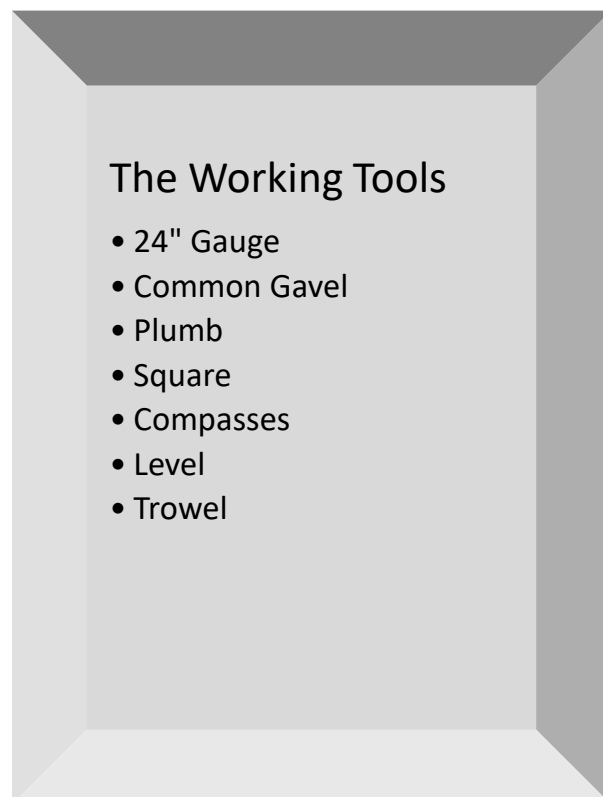 The Working Tools
• 24" Gauge
• Common Gavel
• Plumb
• Square
• Compasses
• Level
• Trowel